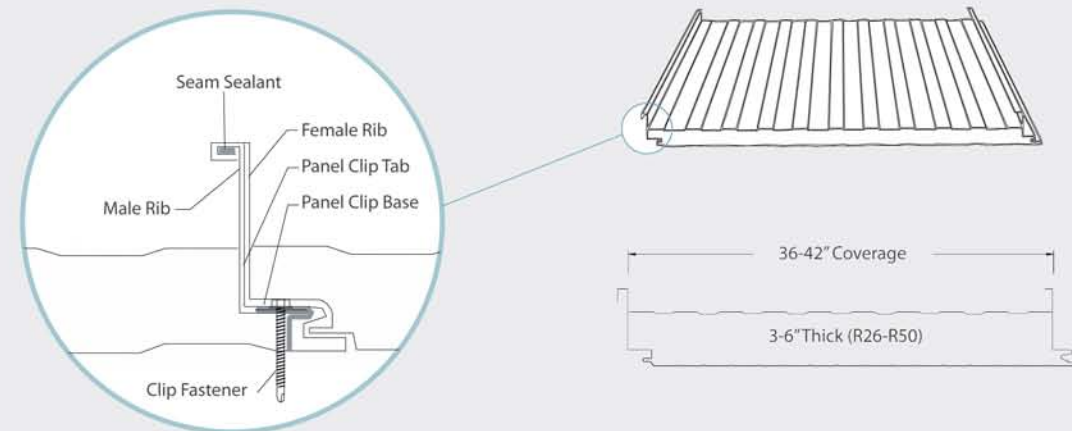 Seam Sealant
Female Rib
Panel Clip Tab
Male Rib
Panel Clip Base
Clip Fastener
36-42" Coverage
3-6" Thick (R26-R50)